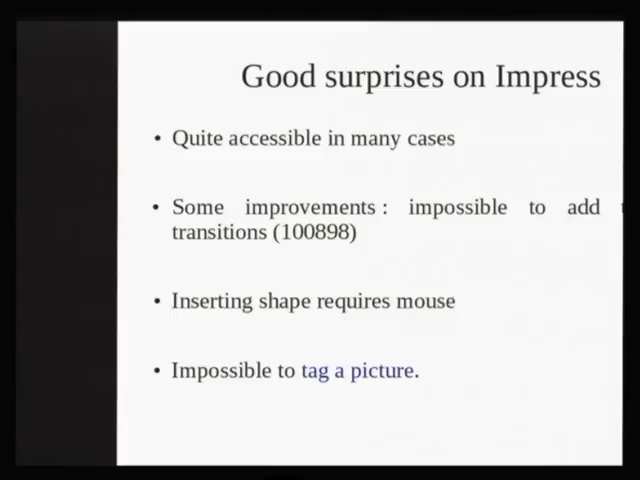 Good surprises on Impress
• Quite accessible in many cases
• Some improvements : impossible to add
transitions (100898)
• Inserting shape requires mouse
• Impossible to tag a picture.